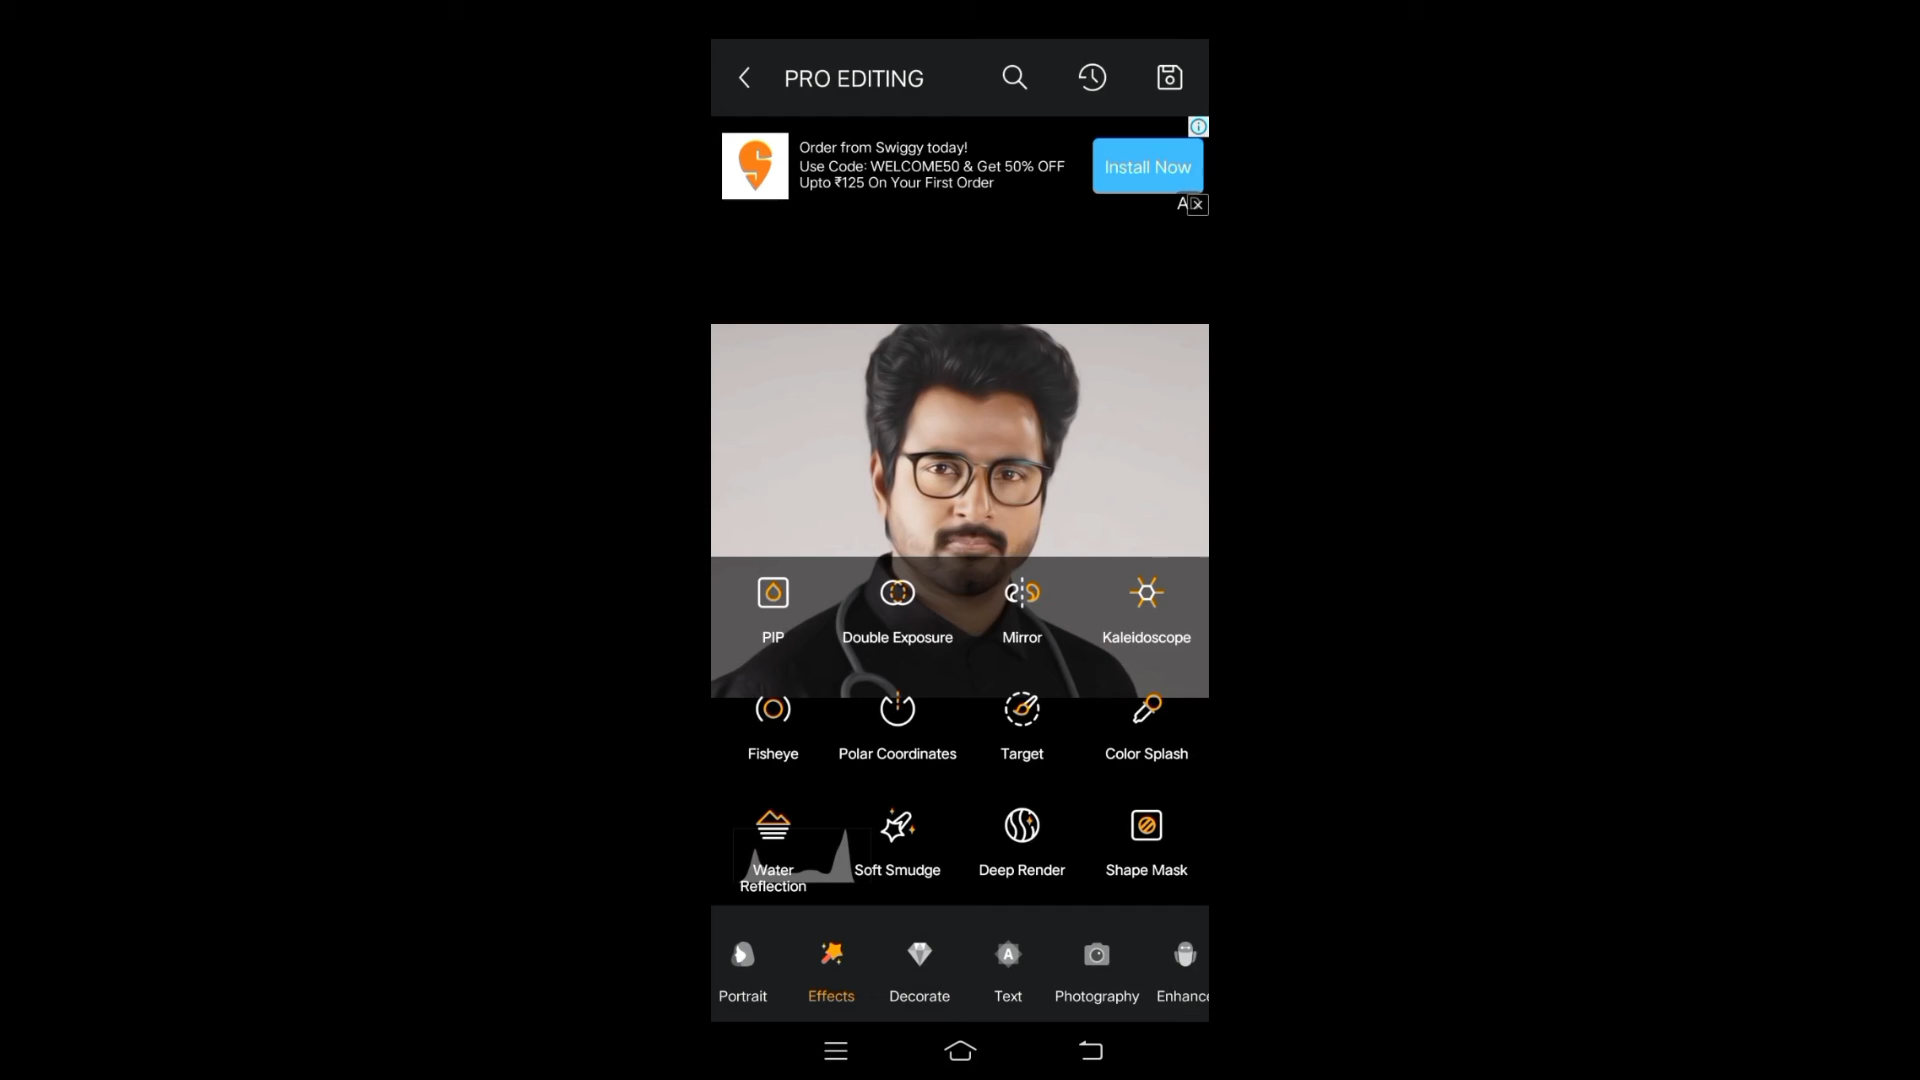 PRO EDITING
Order from Swiggy today!
Use Code: WELCOME50 & Get 50% OFF
Upto ₹125 On Your First Order
Install Now
PIP
Double Exposure
Mirror
Kaleidoscope
Fisheye
Polar Coordinates
Target
Color Splash
Water
Reflection
Soft Smudge
Deep Render
Shape Mask
Portrait
Effects
Decorate
A
Text
Photography
Enhance